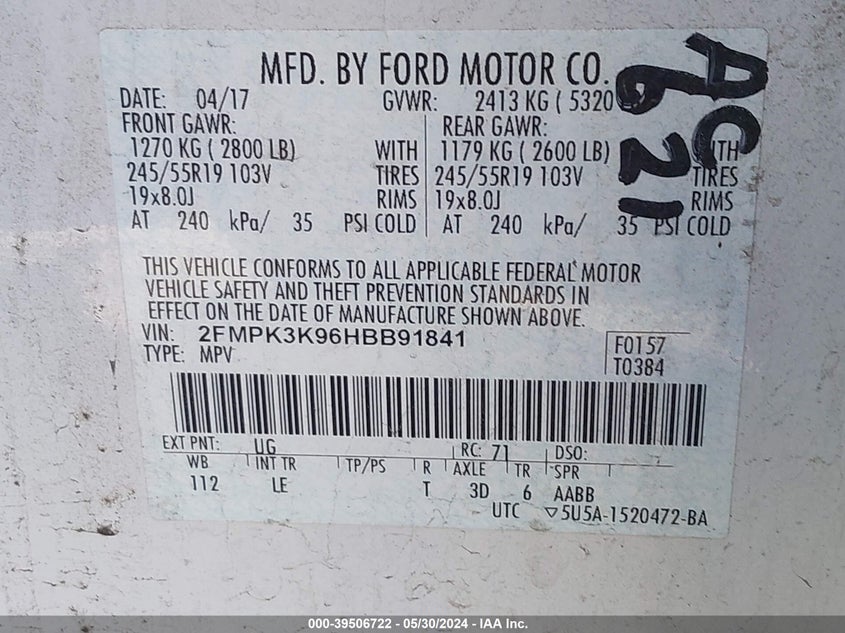 MFD. BY FORD MOTOR CO.
DATE: 04/17 GVWR: 2413 KG ( 5320
FRONT GAWR: REAR GAWR:
1270 KG ( 2800 LB) WITH 1179 KG ( 2600 LB) WITH
245/55R19 103V TIRES 245/55R19 103V TIRES
19x8.0J RIMS 19x8.0J RIMS
AT 240 kPa/ 35 PSI COLD AT 240 kPa/ 35 PSI COLD
AC
621
THIS VEHICLE CONFORMS TO ALL APPLICABLE FEDERAL MOTOR
VEHICLE SAFETY AND THEFT PREVENTION STANDARDS IN
EFFECT ON THE DATE OF MANUFACTURE SHOWN ABOVE.
VIN: 2FMPK3K96HBB91841 F0157
TYPE: MPV T0384
EXT PNT: UG RC: 71 DSO:
WB INT TR TP/PS R AXLE TR SPR
112 LE T 3D 6 AABB
UTC ▽5U5A-1520472-BA
000-39506722 - 05/30/2024 - IAA Inc.